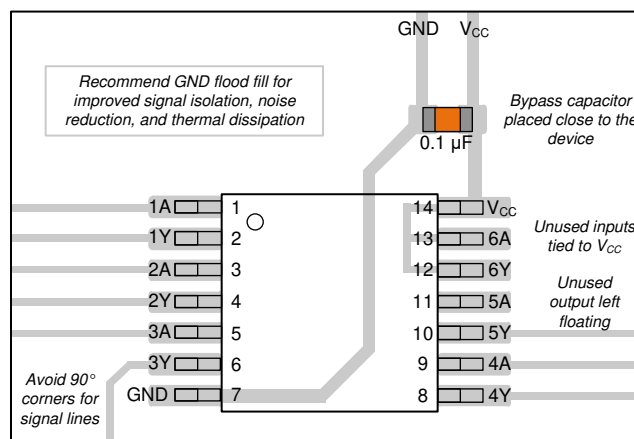 GND VCC
Recommend GND flood fill for
improved signal isolation, noise
reduction, and thermal dissipation
Bypass capacitor
placed close to the
device
0.1 µF
1A 1 14 VCC
1Y 2 13 6A
2A 3 12 6Y
2Y 4 11 5A
3A 5 10 5Y
3Y 6 9 4A
GND 7 8 4Y
Unused inputs
tied to VCC
Unused
output left
floating
Avoid 90°
corners for
signal lines